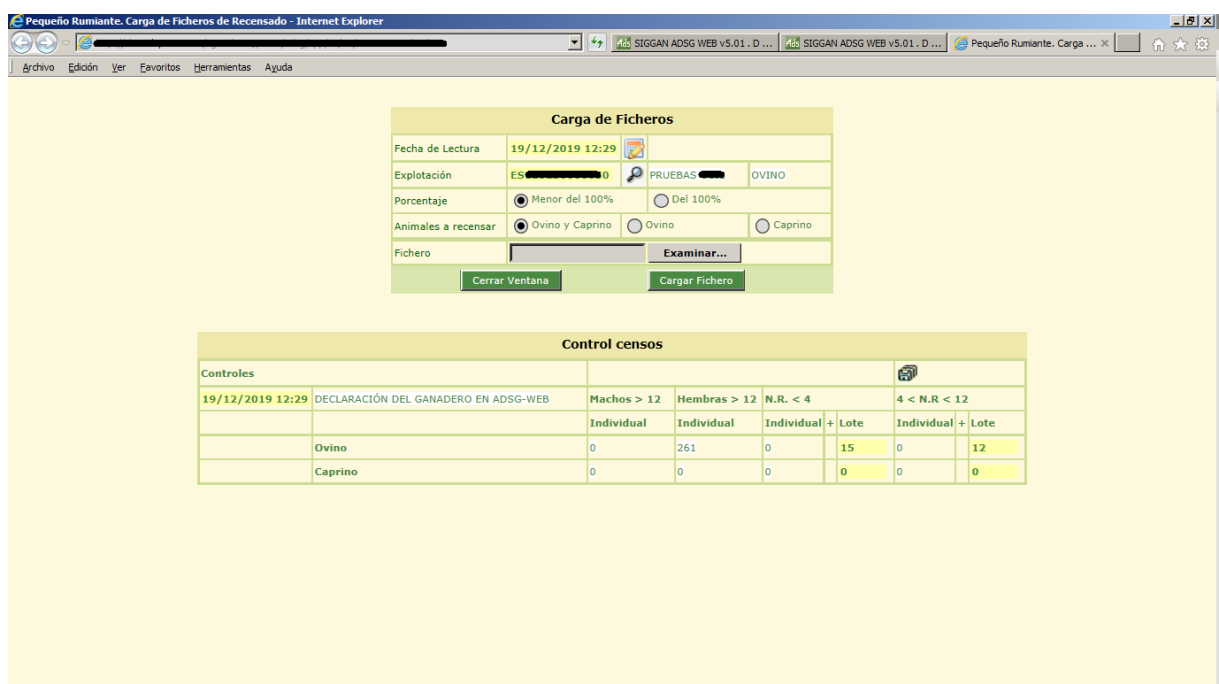 Pequeño Rumiante. Carga de Ficheros de Recensado - Internet Explorer
SIGGAN ADSG WEB v5.01 . D ... SIGGAN ADSG WEB v5.01 . D ... Pequeño Rumiante. Carga ...
Archivo Edición Ver Favoritos Herramientas Ayuda
Carga de Ficheros
Fecha de Lectura 19/12/2019 12:29
Explotación ES 0 PRUEBAS OVINO
Porcentaje Menor del 100% Del 100%
Animales a recensar Ovino y Caprino Ovino Caprino
Fichero Examinar...
Cerrar Ventana Cargar Fichero
Control censos
Controles
19/12/2019 12:29 DECLARACIÓN DEL GANADERO EN ADSG-WEB Machos > 12 Hembras > 12 N.R. < 4 4 < N.R < 12
Individual Individual Individual + Lote Individual + Lote
Ovino 0 261 0 15 0 12
Caprino 0 0 0 0 0 0